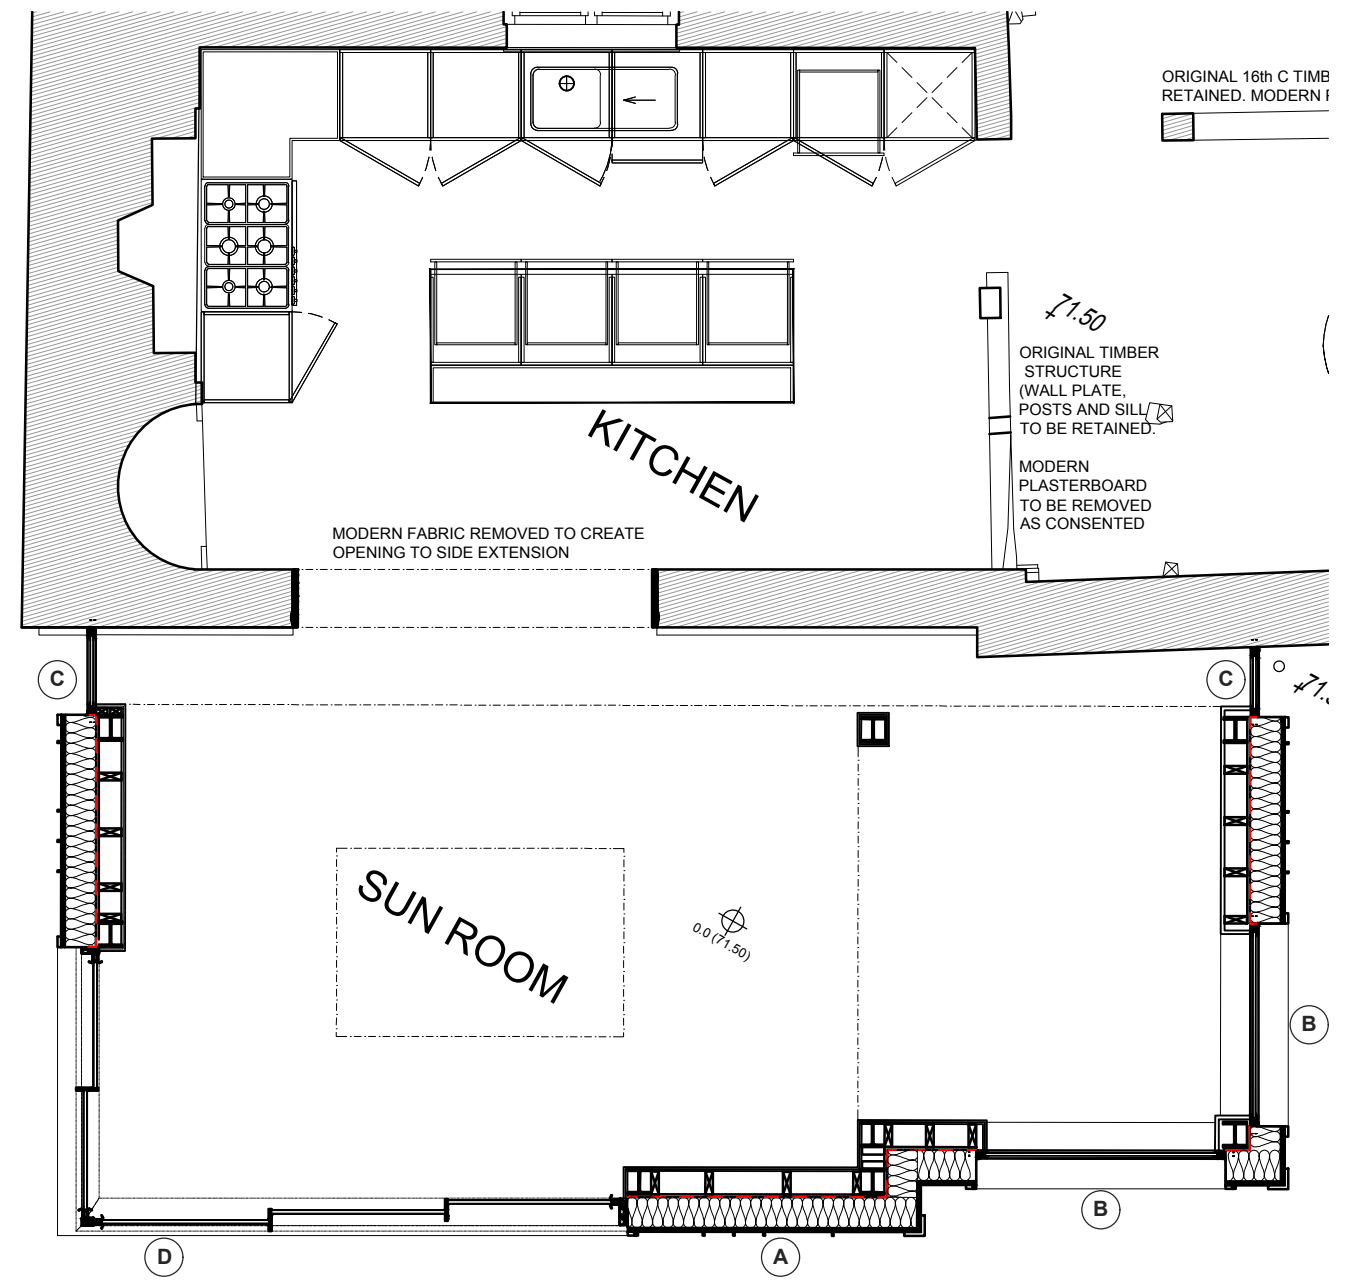 ORIGINAL 16th C TIMB
RETAINED. MODERN
71.50
ORIGINAL TIMBER
STRUCTURE
(WALL PLATE,
POSTS AND SILL
TO BE RETAINED.
KITCHEN
MODERN
PLASTERBOARD
TO BE REMOVED
AS CONSENTED
MODERN FABRIC REMOVED TO CREATE
OPENING TO SIDE EXTENSION
C
C
71.
SUN ROOM
0.0 (71.50)
B
B
D
A